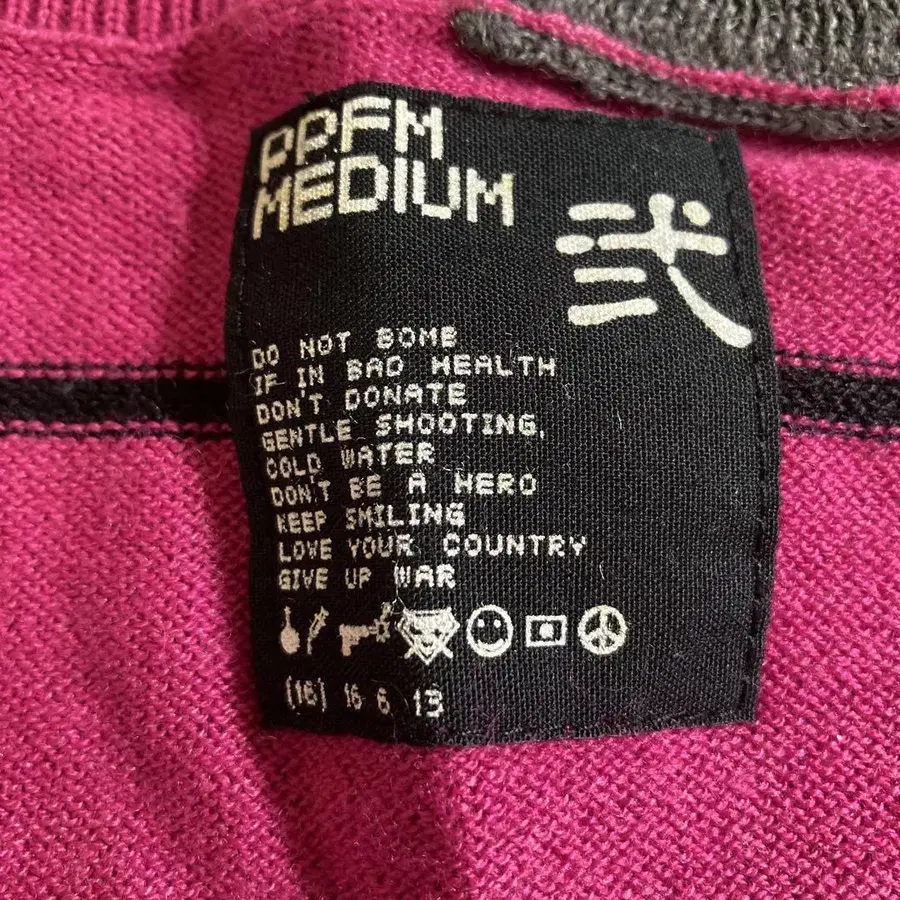 PPFM
MEDIUM
弐
DO NOT BOMB
IF IN BAD HEALTH
DON'T DONATE
GENTLE SHOOTING,
COLD WATER
DON'T BE A HERO
KEEP SMILING
LOVE YOUR COUNTRY
GIVE UP WAR
(16) 16 6 13